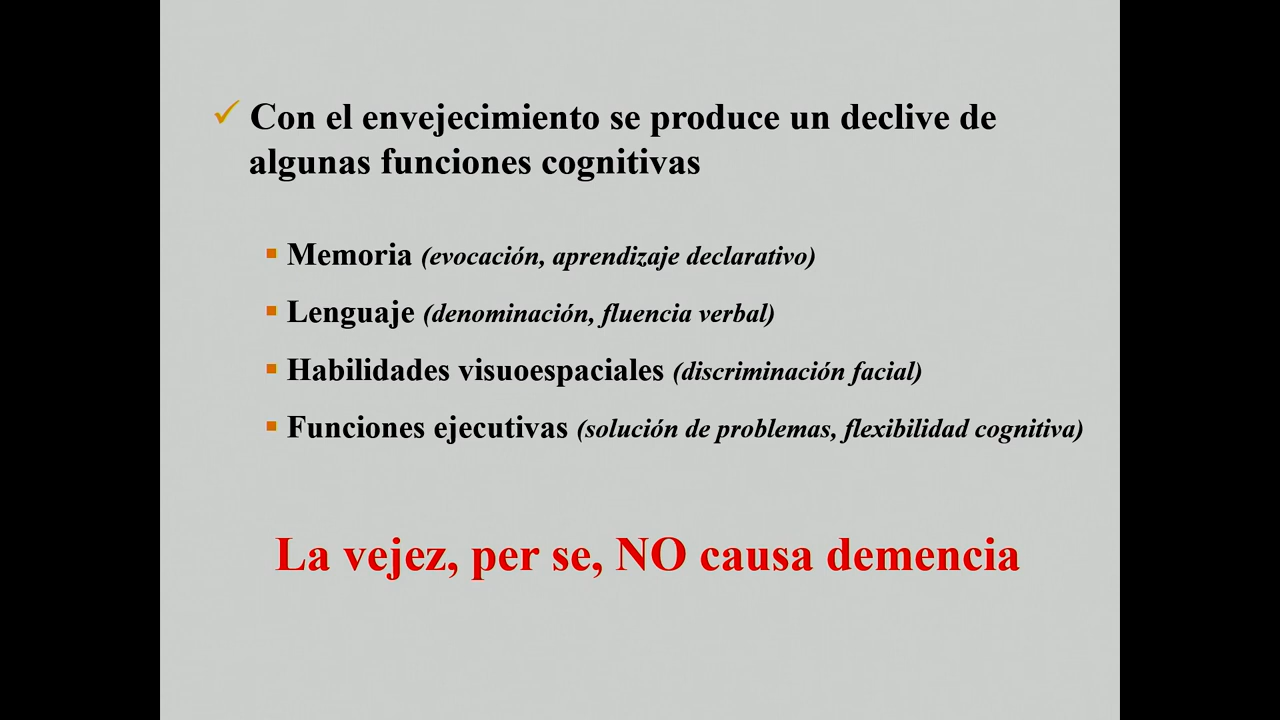 ✓ Con el envejecimiento se produce un declive de
algunas funciones cognitivas
▪ Memoria (evocación, aprendizaje declarativo)
▪ Lenguaje (denominación, fluencia verbal)
▪ Habilidades visuoespaciales (discriminación facial)
▪ Funciones ejecutivas (solución de problemas, flexibilidad cognitiva)
La vejez, per se, NO causa demencia